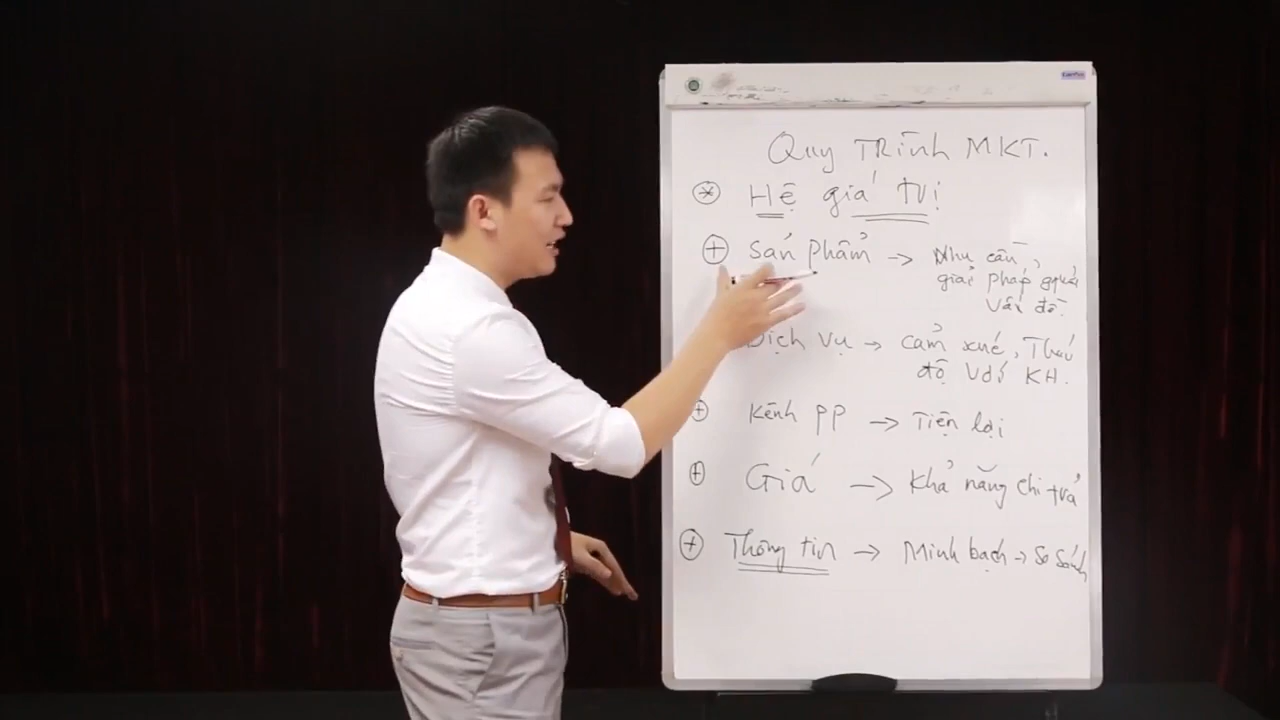 Quy TRình MKT.
Hệ giá trị
Sản phẩm → Nhu cầu,
giải pháp gquết
Vấn đề.
Dịch vụ → cảm xúc, Thái
độ với KH.
Kênh PP → Tiện lợi
Giá → Khả năng chi trả
Thông tin → Minh bạch → So sánh